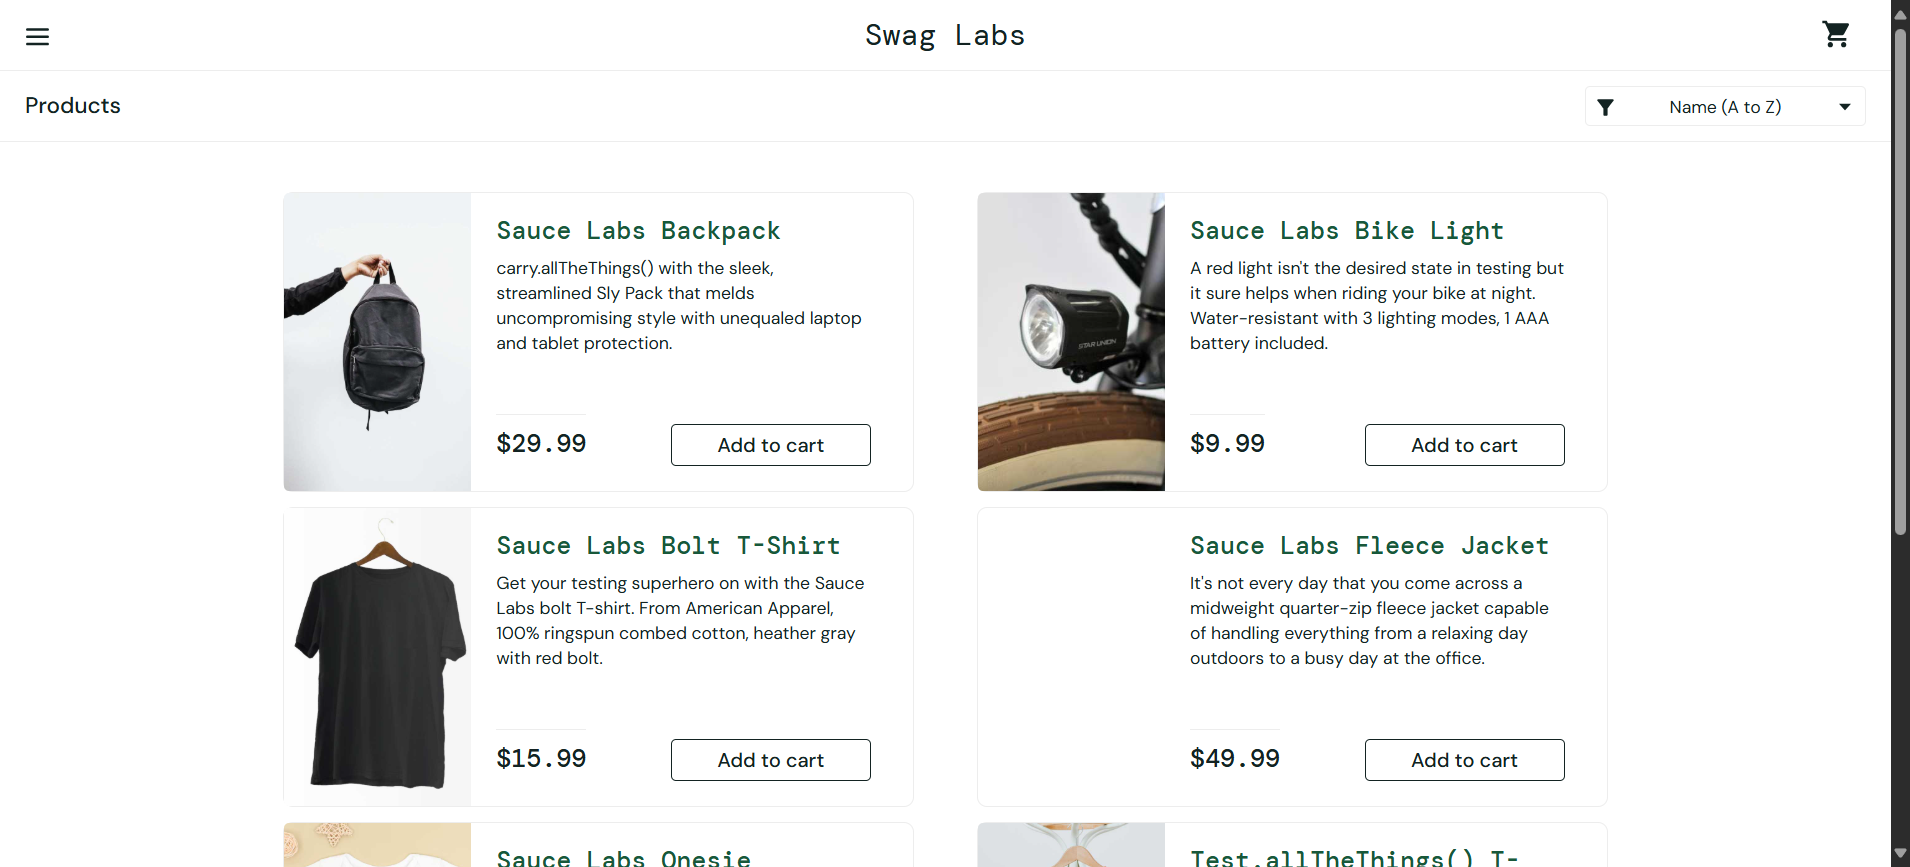 Swag Labs
Products
Name (A to Z)
Sauce Labs Backpack
carry.allTheThings() with the sleek,
streamlined Sly Pack that melds
uncompromising style with unequaled laptop
and tablet protection.
$29.99
Add to cart
Sauce Labs Bike Light
A red light isn't the desired state in testing but
it sure helps when riding your bike at night.
Water-resistant with 3 lighting modes, 1 AAA
battery included.
STAR UNION
$9.99
Add to cart
Sauce Labs Bolt T-Shirt
Get your testing superhero on with the Sauce
Labs bolt T-shirt. From American Apparel,
100% ringspun combed cotton, heather gray
with red bolt.
$15.99
Add to cart
Sauce Labs Fleece Jacket
It's not every day that you come across a
midweight quarter-zip fleece jacket capable
of handling everything from a relaxing day
outdoors to a busy day at the office.
$49.99
Add to cart
Sauce Labs Onesie
Test.allTheThings() T-